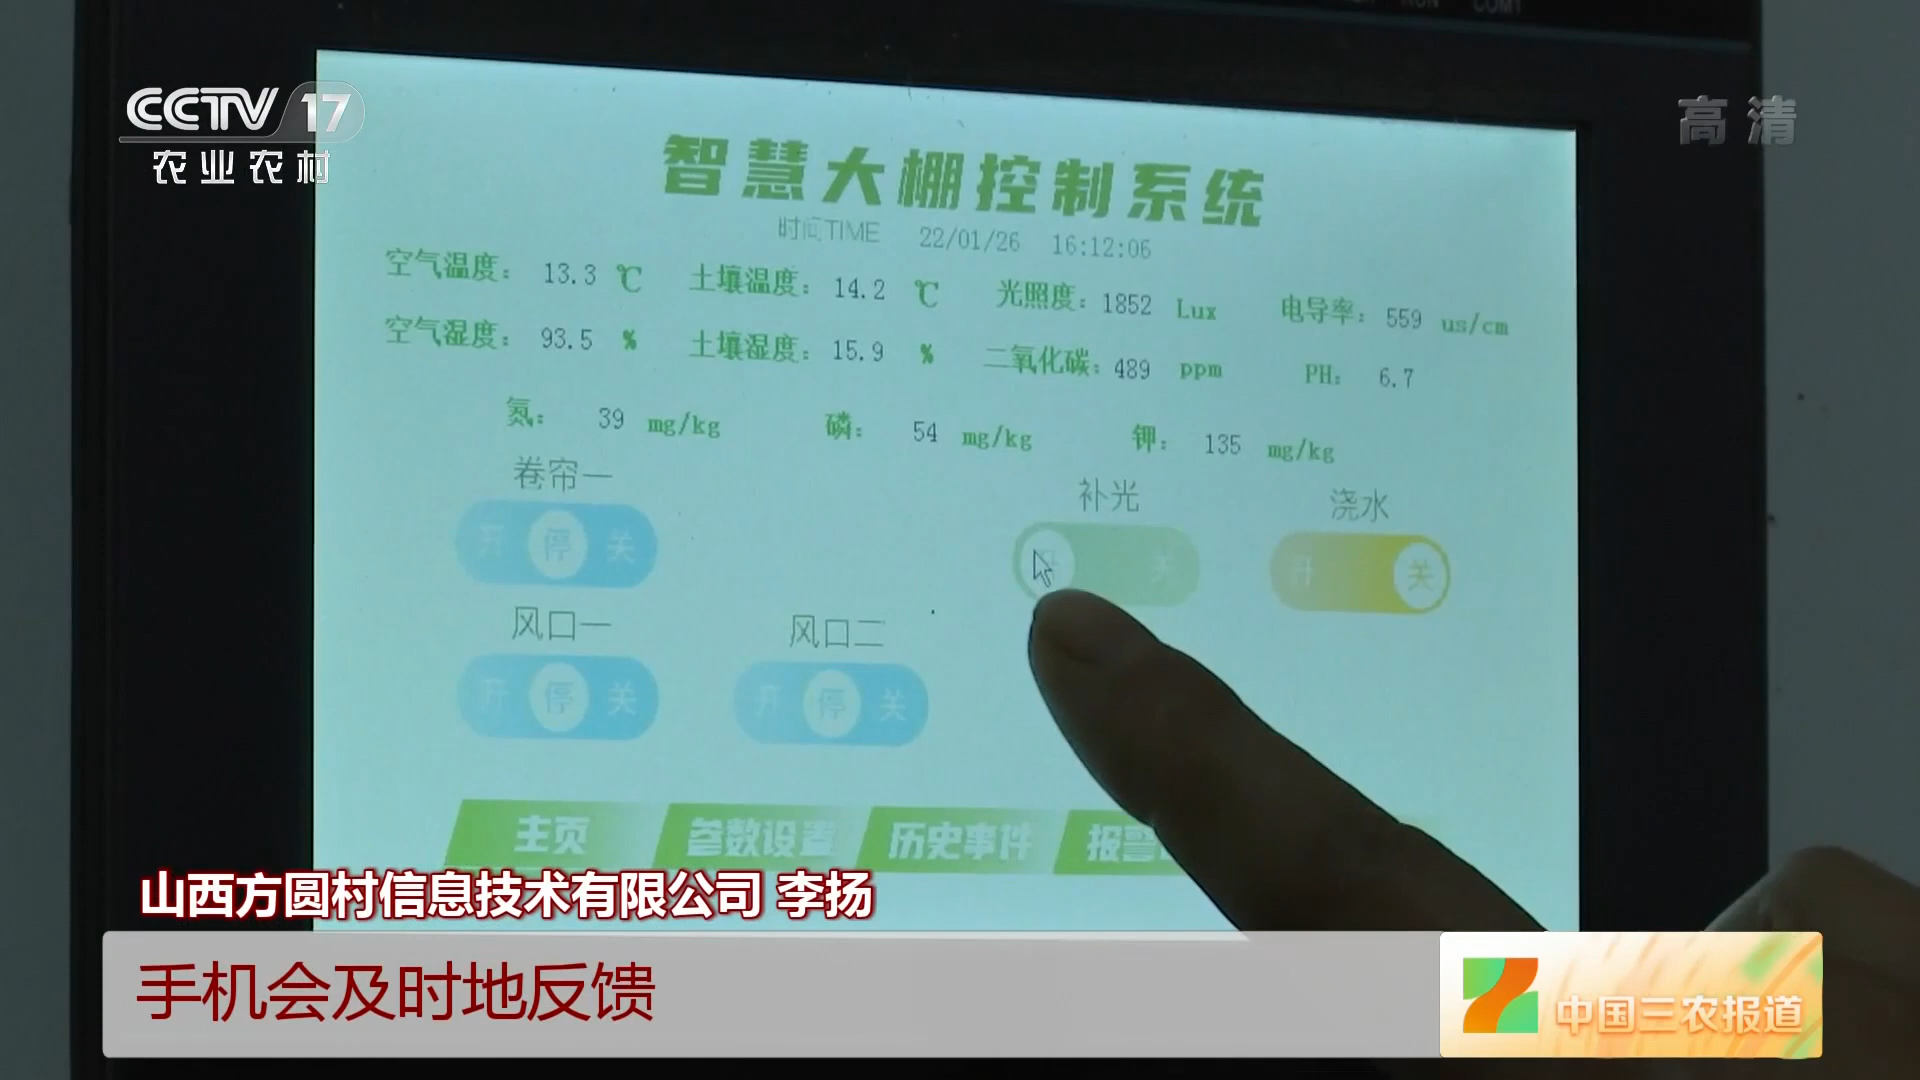 COM1
CCTV 17
农业农村
高清
智慧大棚控制系统
时间TIME 22/01/26 16:12:06
空气温度： 13.3 ℃ 土壤温度： 14.2 ℃ 光照度： 1852 Lux 电导率： 559 us/cm
空气湿度： 93.5 % 土壤湿度： 15.9 % 二氧化碳： 489 ppm PH： 6.7
氮： 39 mg/kg 磷： 54 mg/kg 钾： 135 mg/kg
卷帘一 补光 浇水
开 停 关 关 开 关
风口一 风口二
开 停 关 开 停 关
主页 参数设置 历史事件 报警
山西方圆村信息技术有限公司 李扬
手机会及时地反馈
中国三农报道